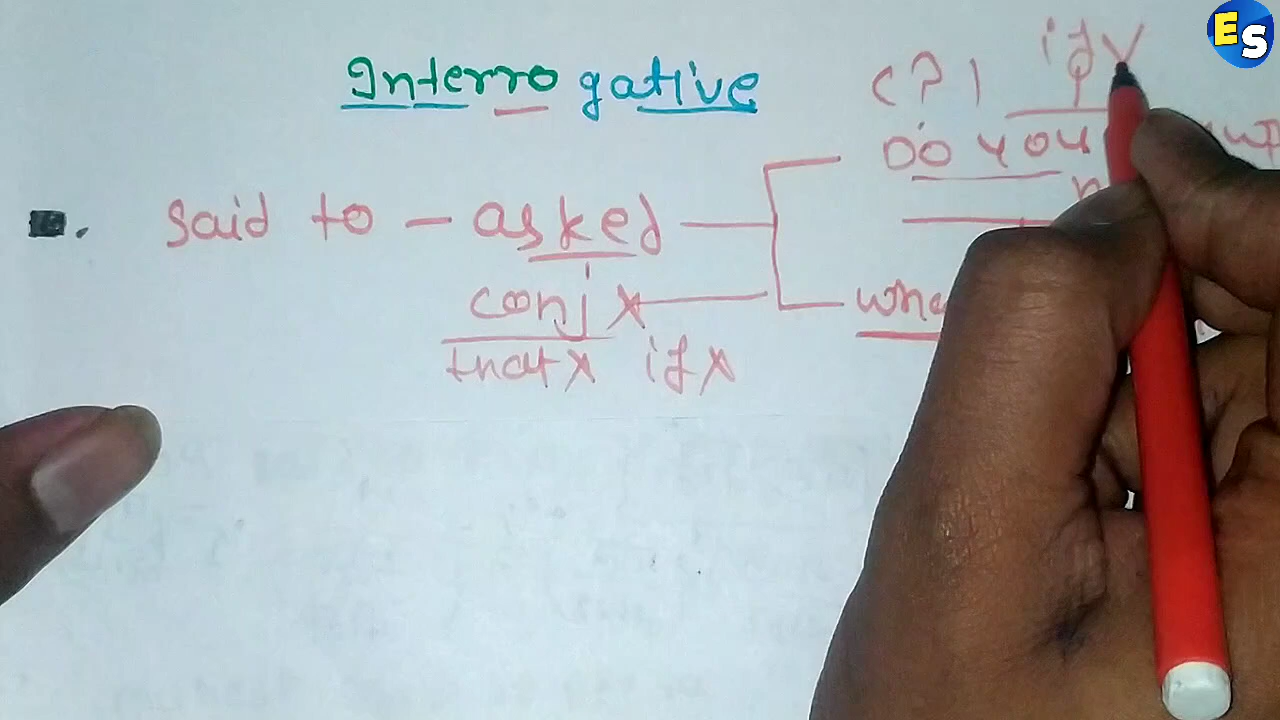 ES
if
Interrogative
(?)
DO YOU
said to - asked
conj x
that x if x